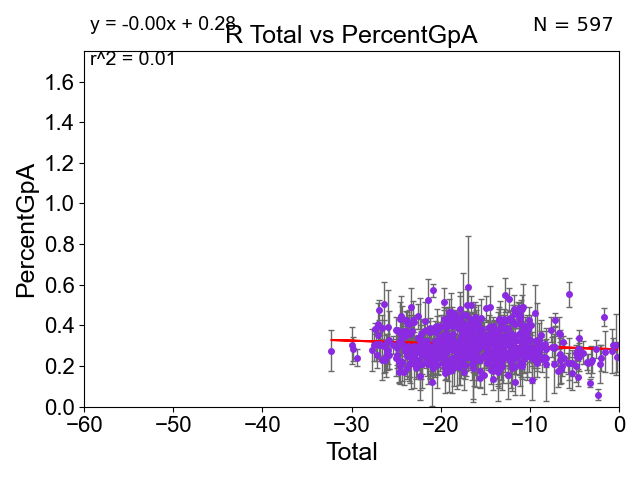 y = -0.00x + 0.28
R Total vs PercentGpA
N = 597
r^2 = 0.01
PercentGpA
1.6
1.4
1.2
1.0
0.8
0.6
0.4
0.2
0.0
−60
−50
−40
−30
−20
−10
0
Total